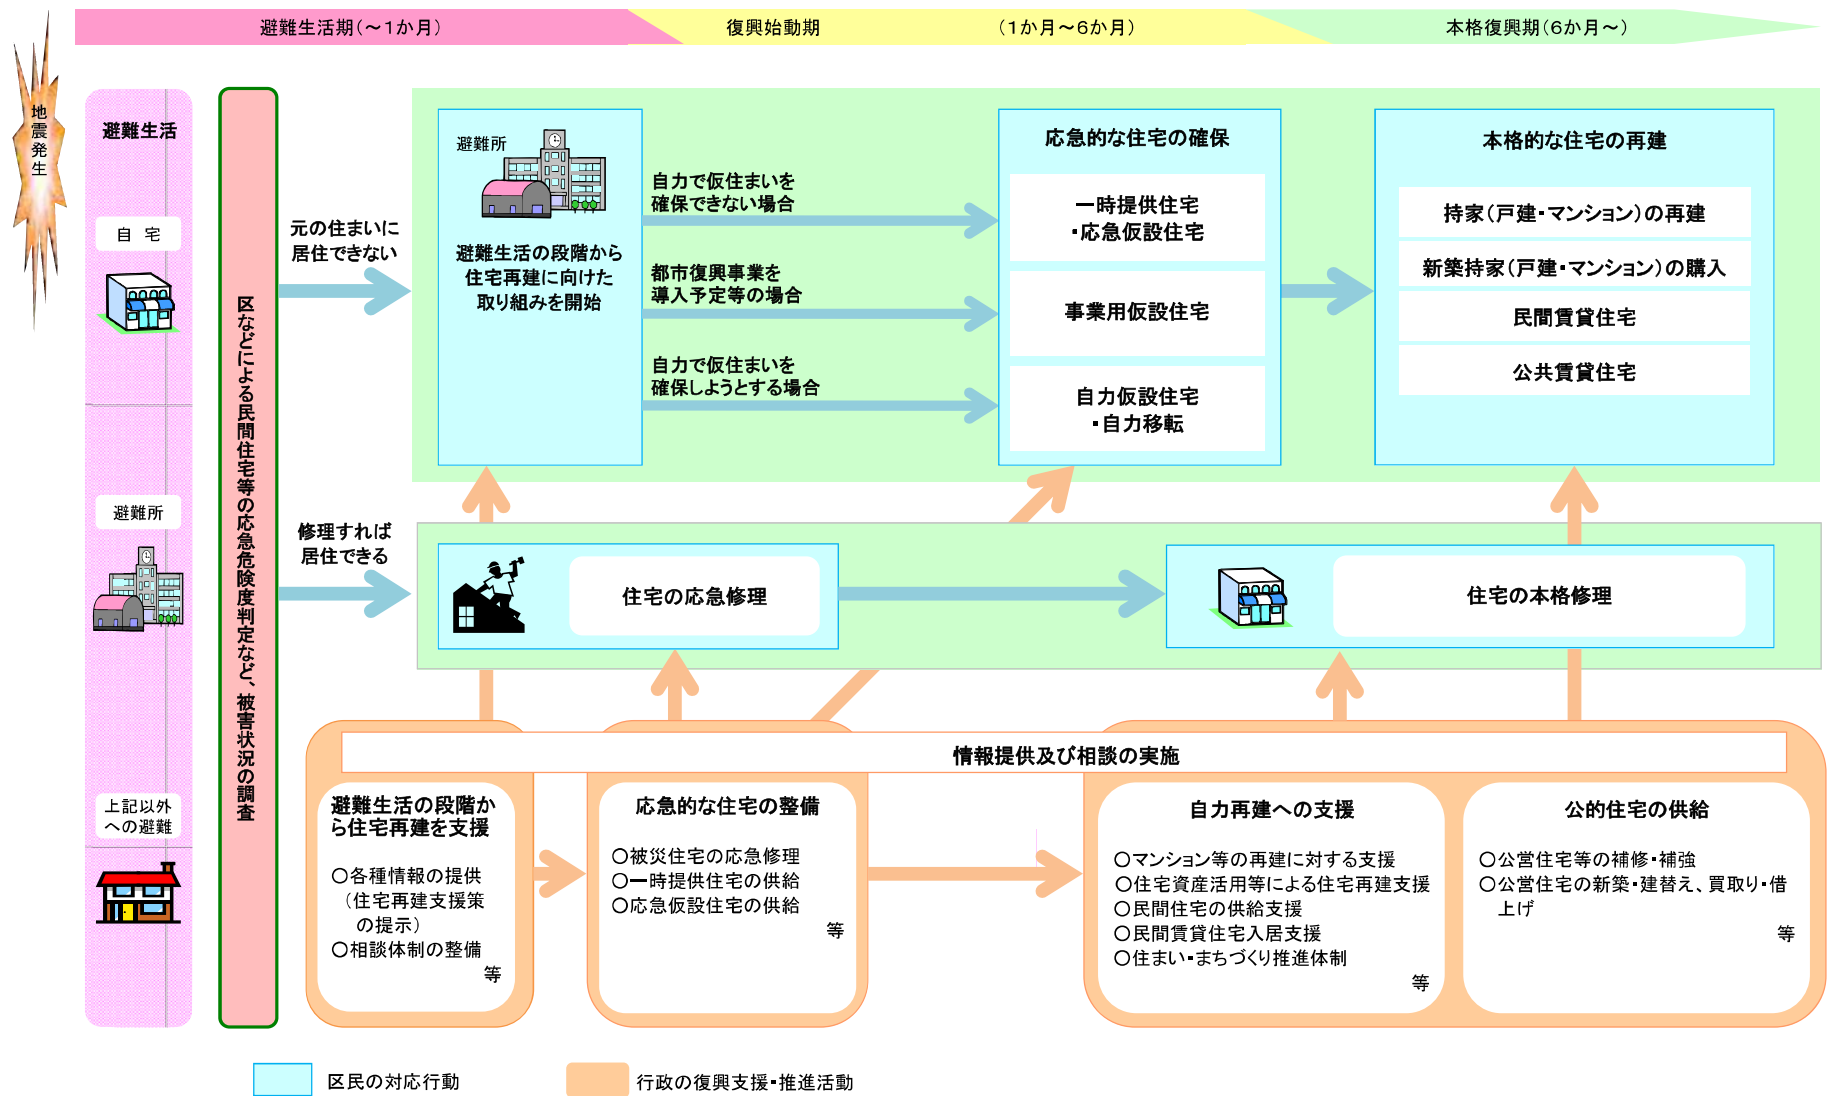 避難生活期（～1か月）
復興始動期
（1か月～6か月）
本格復興期（6か月～）
地震発生
避難生活
自 宅
避難所
上記以外
への避難
区などによる民間住宅等の応急危険度判定など、被害状況の調査
元の住まいに
居住できない
修理すれば
居住できる
避難所
避難生活の段階から
住宅再建に向けた
取り組みを開始
自力で仮住まいを
確保できない場合
都市復興事業を
導入予定等の場合
自力で仮住まいを
確保しようとする場合
応急的な住宅の確保
一時提供住宅
・応急仮設住宅
事業用仮設住宅
自力仮設住宅
・自力移転
本格的な住宅の再建
持家（戸建・マンション）の再建
新築持家（戸建・マンション）の購入
民間賃貸住宅
公共賃貸住宅
住宅の応急修理
住宅の本格修理
情報提供及び相談の実施
避難生活の段階か
ら住宅再建を支援
○各種情報の提供
（住宅再建支援策
の提示）
○相談体制の整備
等
応急的な住宅の整備
○被災住宅の応急修理
○一時提供住宅の供給
○応急仮設住宅の供給
等
自力再建への支援
○マンション等の再建に対する支援
○住宅資産活用等による住宅再建支援
○民間住宅の供給支援
○民間賃貸住宅入居支援
○住まい・まちづくり推進体制
等
公的住宅の供給
○公営住宅等の補修・補強
○公営住宅の新築・建替え、買取り・借
上げ
等
区民の対応行動
行政の復興支援・推進活動